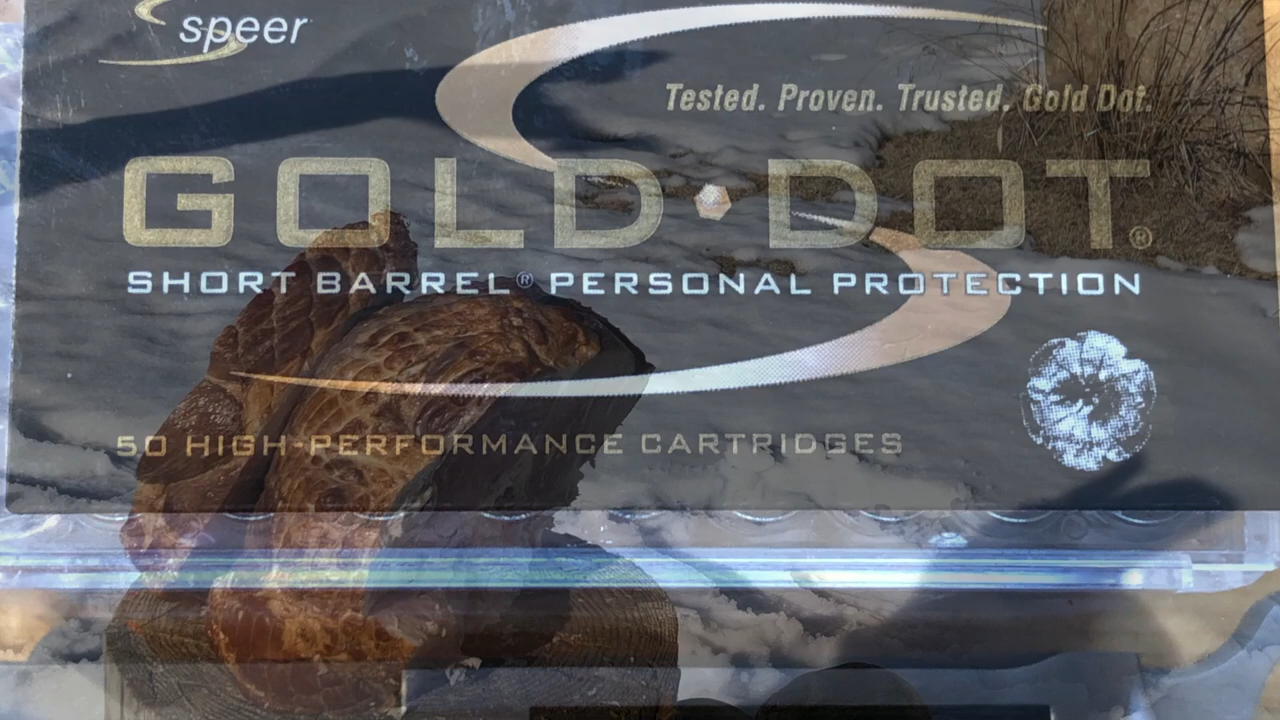 speer
Tested. Proven. Trusted. Gold Dot.
GOLD·DOT®
SHORT BARREL® PERSONAL PROTECTION
50 HIGH-PERFORMANCE CARTRIDGES